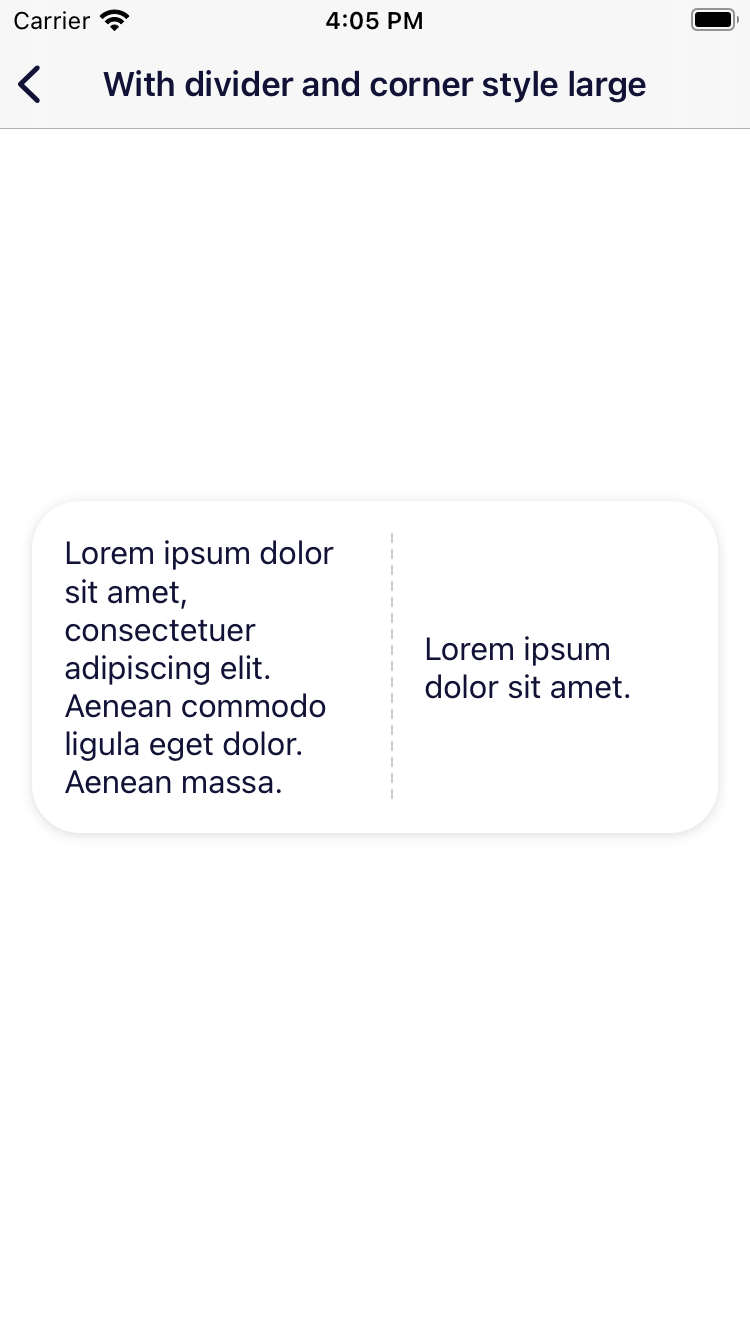 Carrier 4:05 PM
With divider and corner style large
Lorem ipsum dolor
sit amet,
consectetuer
adipiscing elit.
Aenean commodo
ligula eget dolor.
Aenean massa.
Lorem ipsum
dolor sit amet.